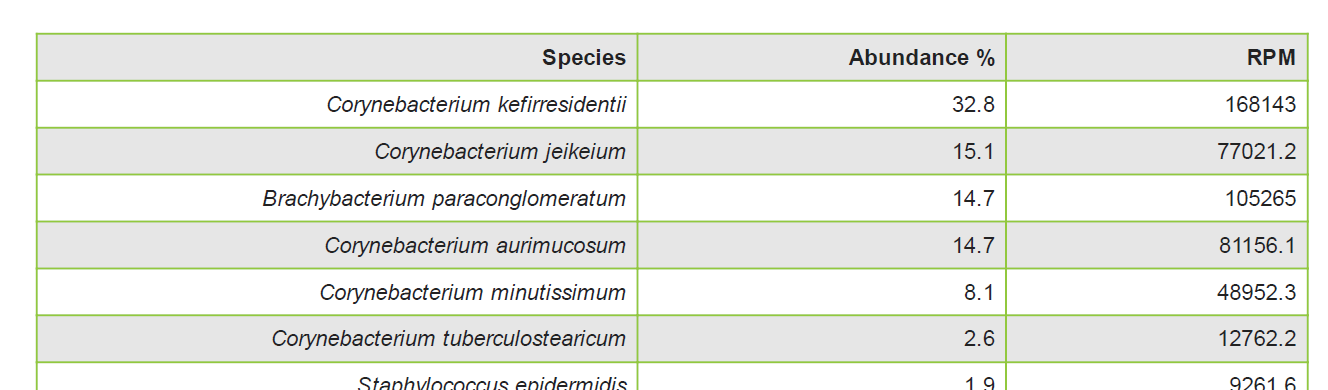 Species Abundance % RPM
Corynebacterium kefirresidentii 32.8 168143
Corynebacterium jeikeium 15.1 77021.2
Brachybacterium paraconglomeratum 14.7 105265
Corynebacterium aurimucosum 14.7 81156.1
Corynebacterium minutissimum 8.1 48952.3
Corynebacterium tuberculostearicum 2.6 12762.2
Staphylococcus epidermidis 1.9 9261.6